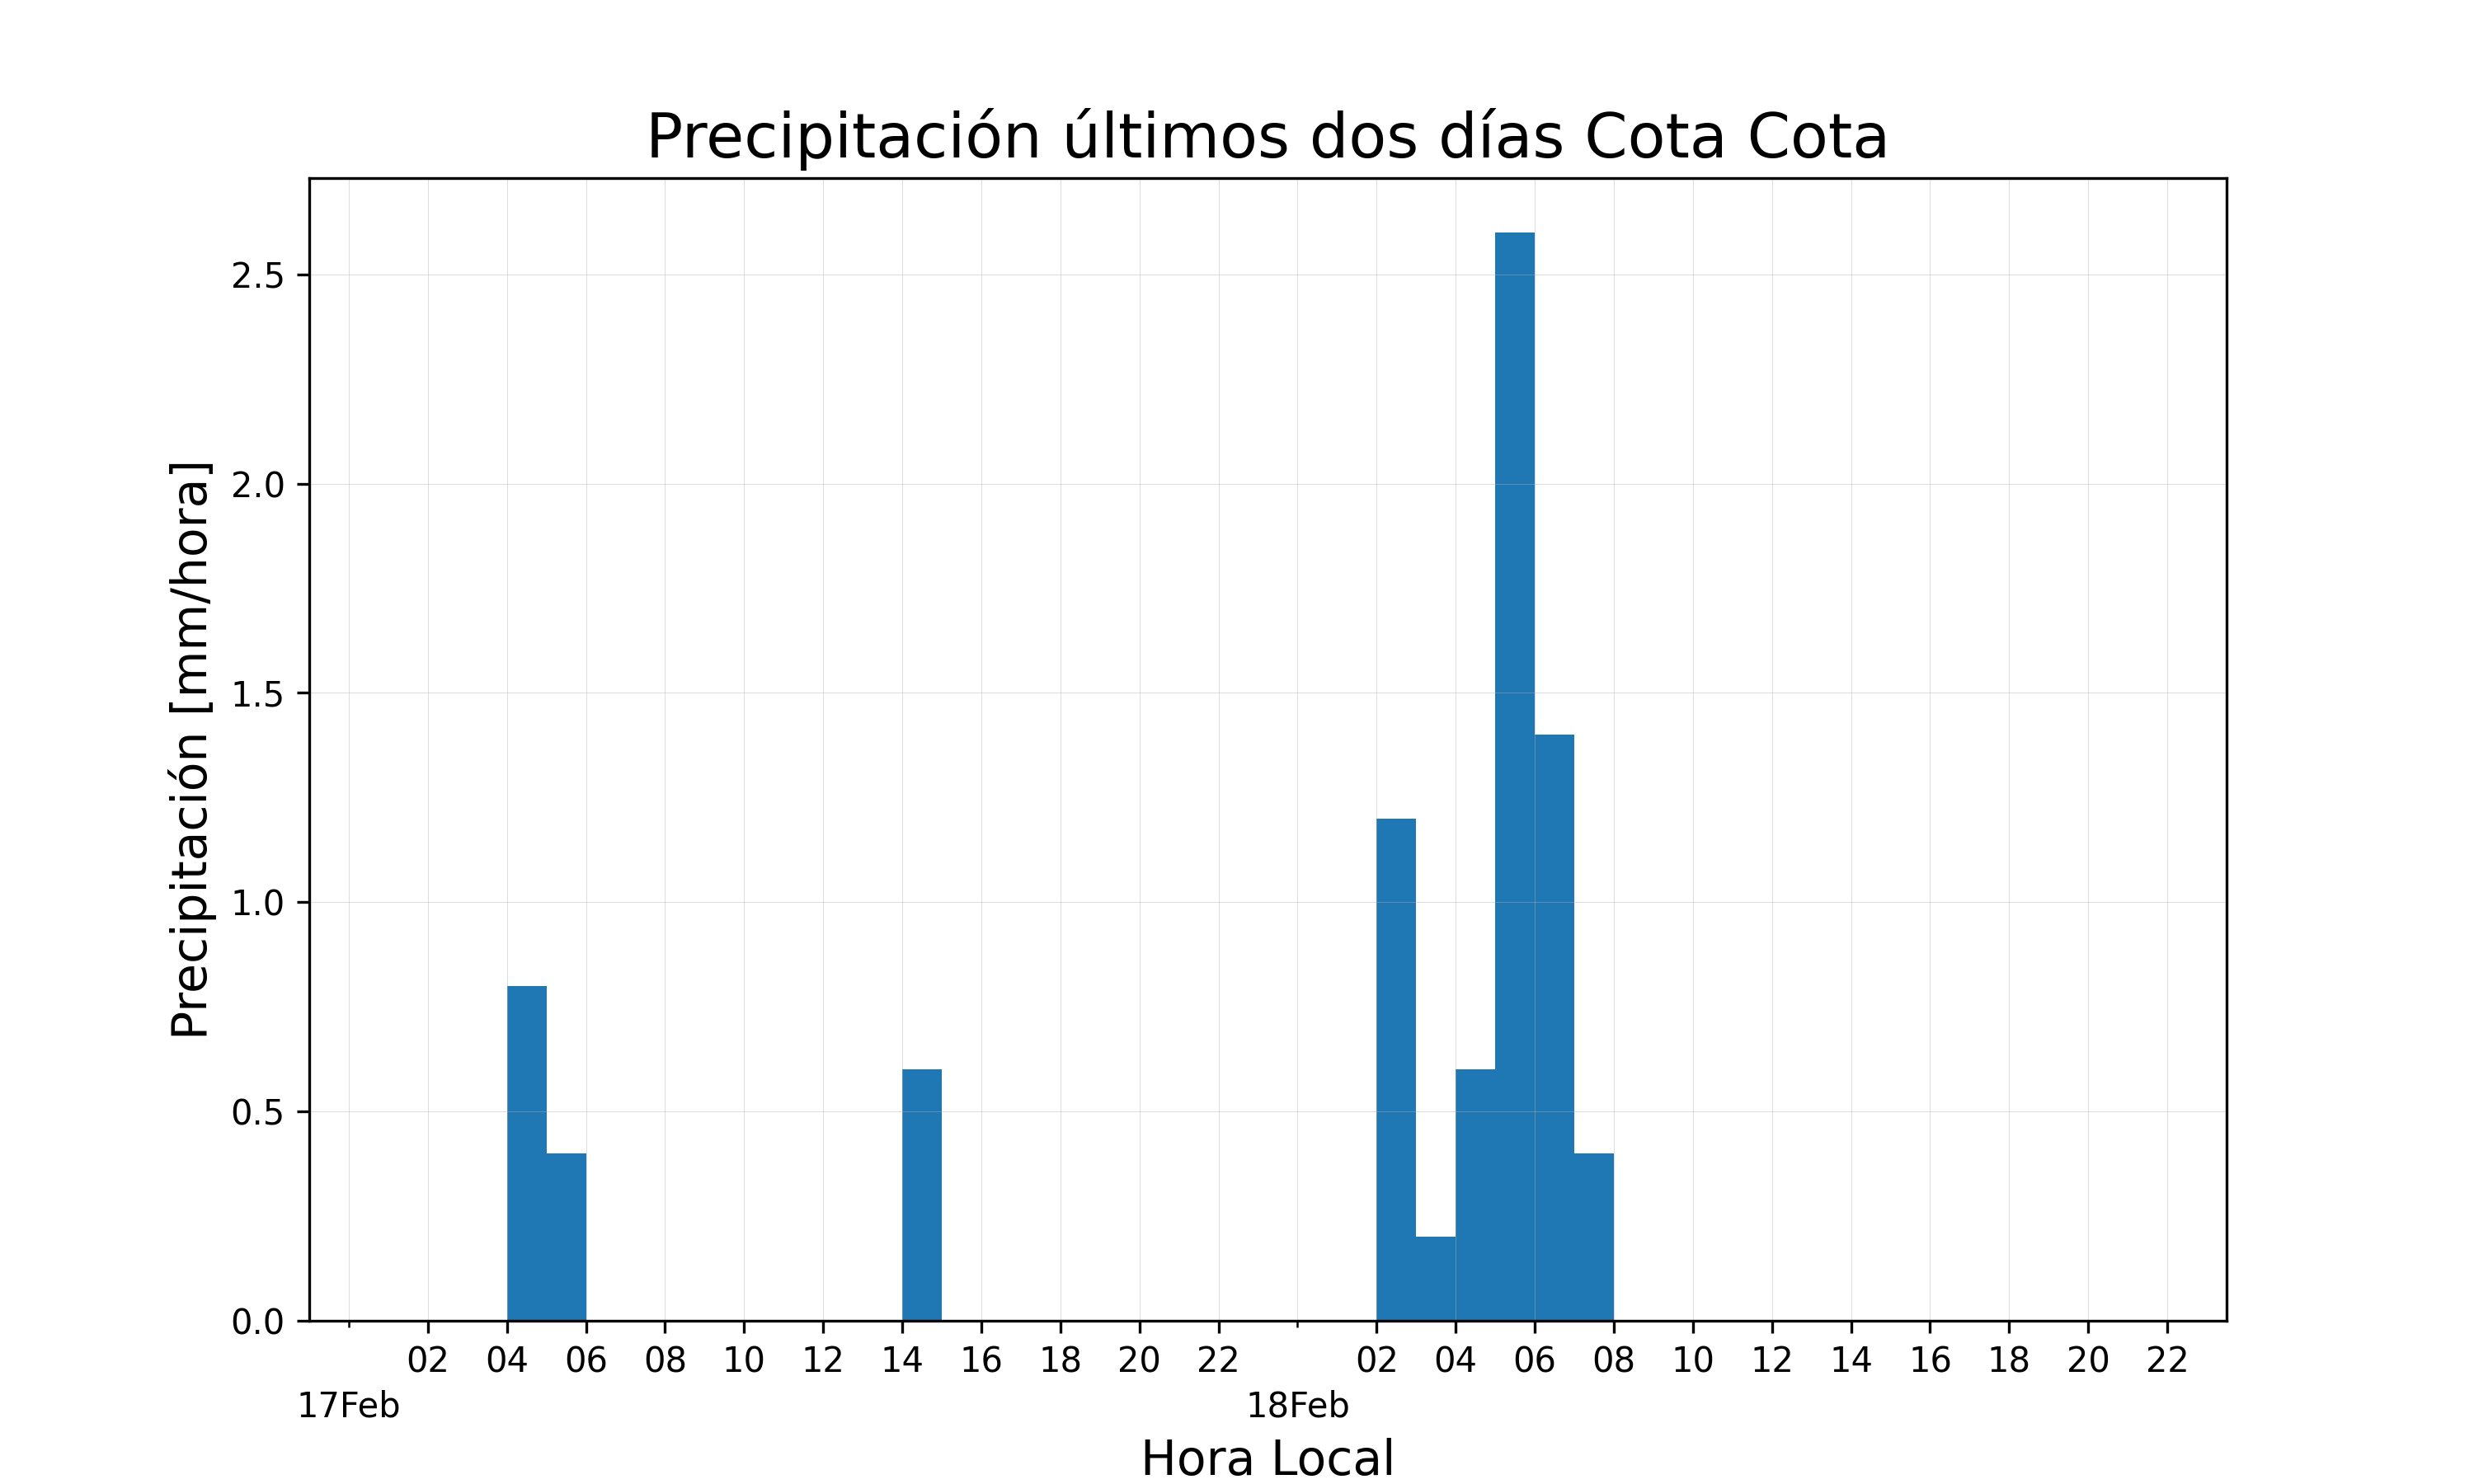 Precipitación últimos dos días Cota Cota
Precipitación [mm/hora]
2.5
2.0
1.5
1.0
0.5
0.0
02 04 06 08 10 12 14 16 18 20 22 02 04 06 08 10 12 14 16 18 20 22
17Feb 18Feb
Hora Local